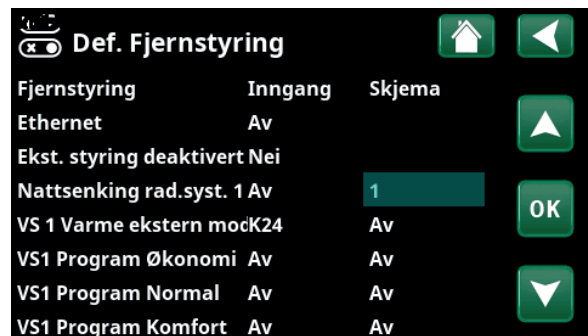 Def. Fjernstyring
Fjernstyring Inngang Skjema
Ethernet Av
Ekst. styring deaktivert Nei
Nattsenking rad.syst. 1 Av 1
VS 1 Varme ekstern mod K24 Av
VS1 Program Økonomi Av Av
VS1 Program Normal Av Av
VS1 Program Komfort Av Av
OK